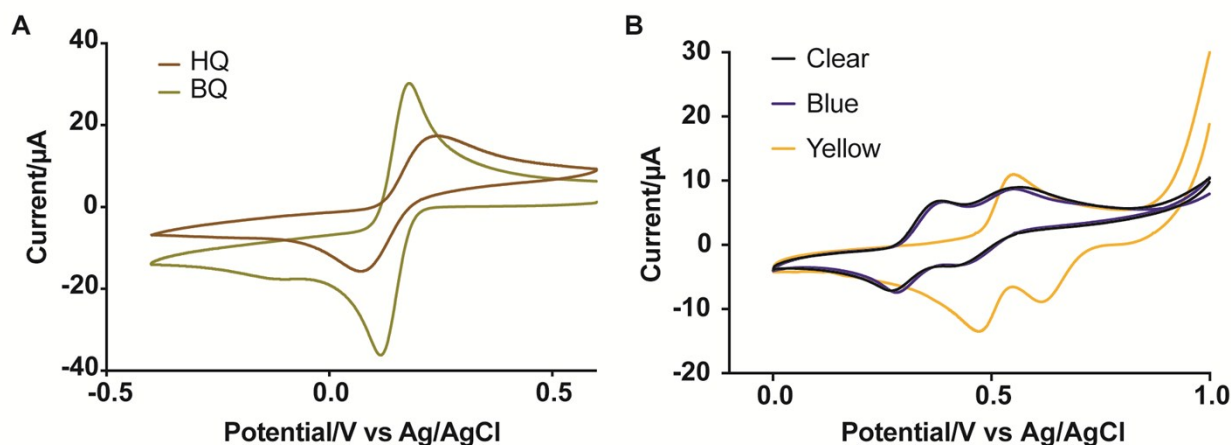 A
40
20
0
-20
-40
Current/µA
HQ
BQ
-0.5
0.0
0.5
Potential/V vs Ag/AgCl
B
30
20
10
0
-10
-20
Current/µA
Clear
Blue
Yellow
0.0
0.5
1.0
Potential/V vs Ag/AgCl